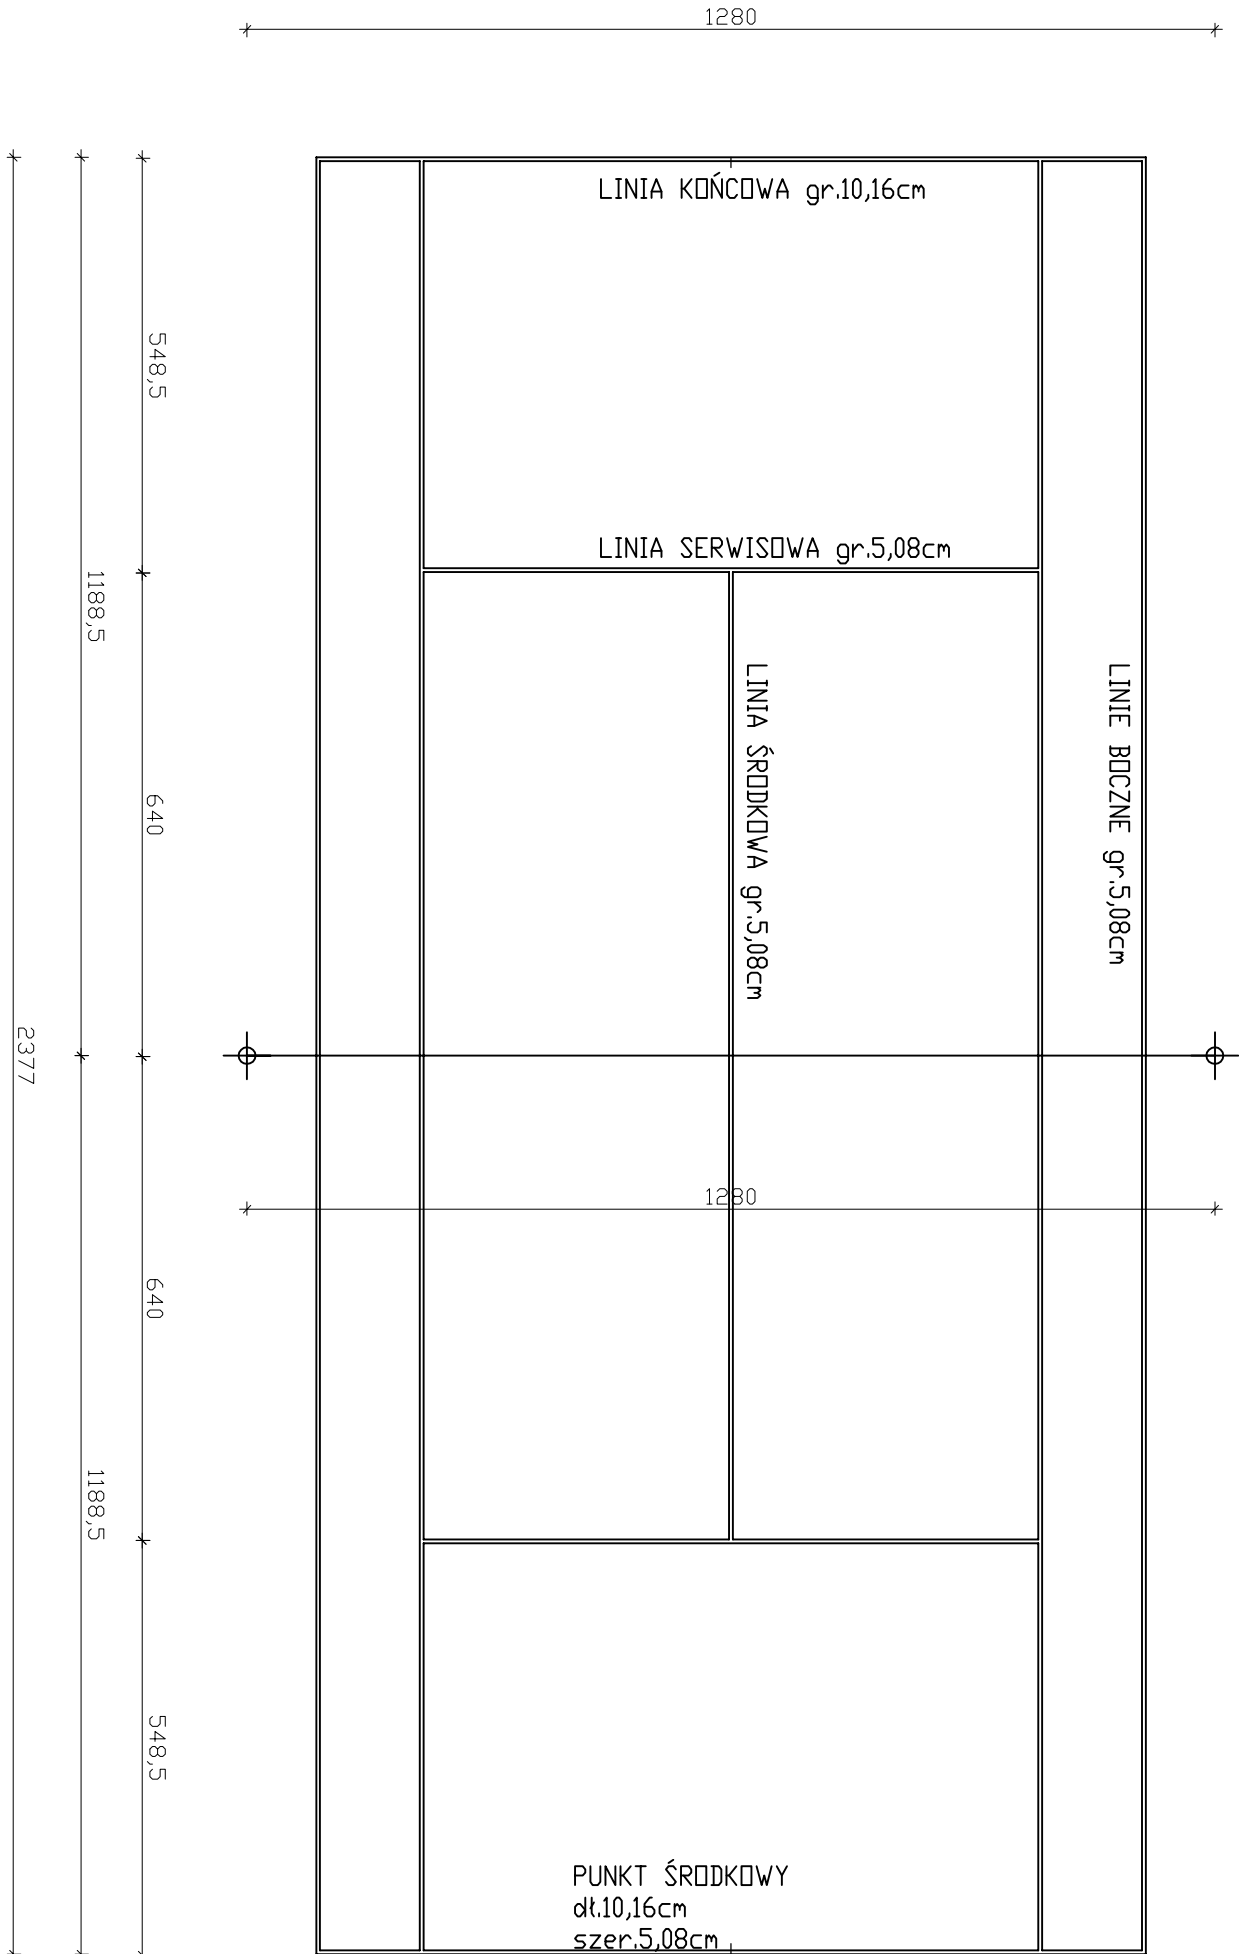 1280
LINIA KOŃCOWA gr.10,16cm
548,5
LINIA SERWISOWA gr.5,08cm
1188,5
LINIA ŚRODKOWA gr.5,08cm
LINIE BOCZNE gr.5,08cm
640
2377
1280
640
1188,5
548,5
PUNKT ŚRODKOWY
dł.10,16cm
szer.5,08cm